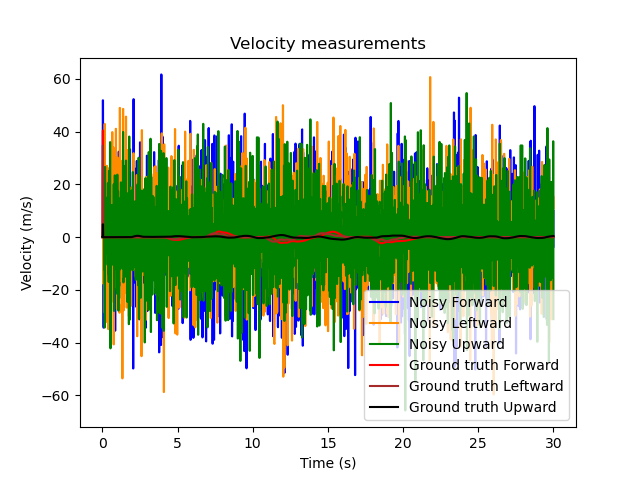 Velocity measurements
Velocity (m/s)
60
40
20
0
−20
−40
−60
Noisy Forward
Noisy Leftward
Noisy Upward
Ground truth Forward
Ground truth Leftward
Ground truth Upward
0 5 10 15 20 25 30
Time (s)